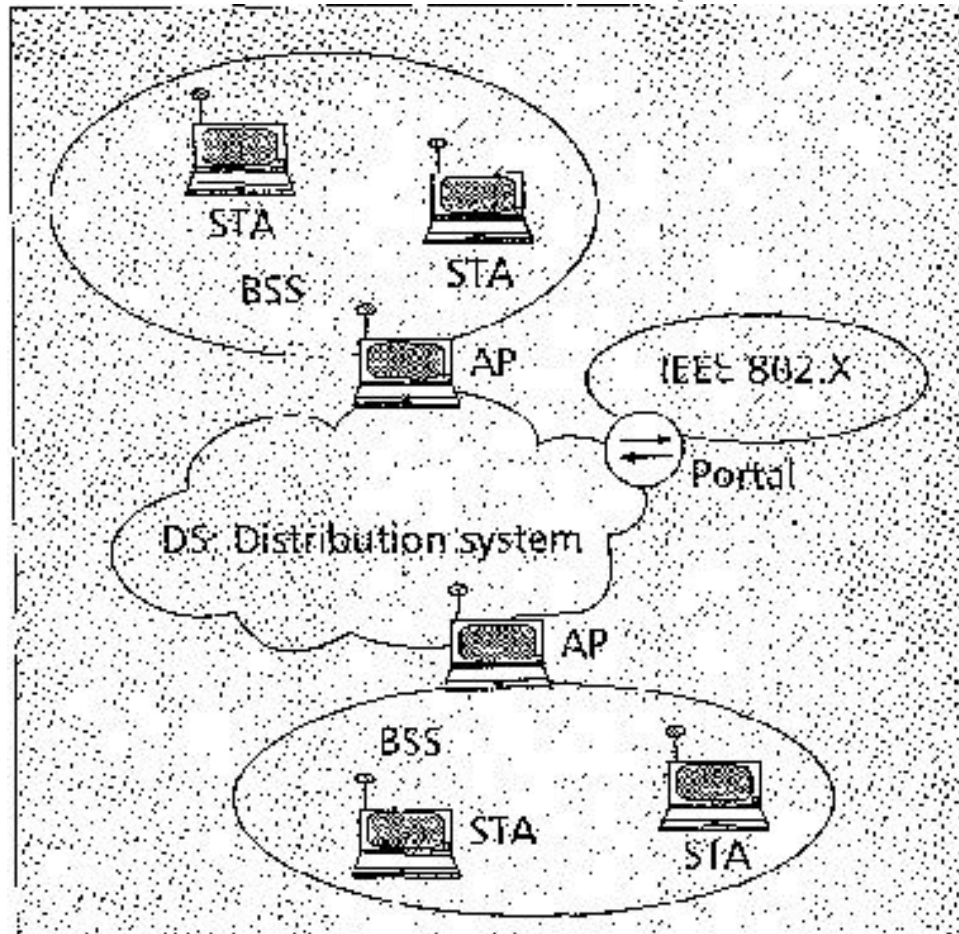 STA
STA
BSS
AP
IEEE 802.X
Portal
DS: Distribution system
AP
BSS
STA
STA